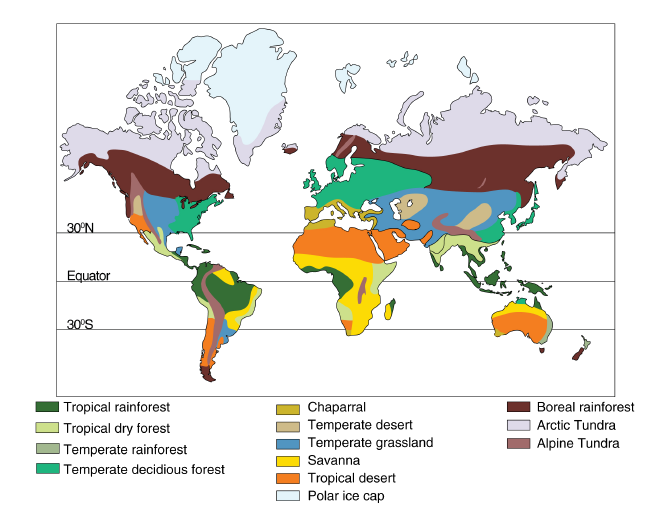 30ºN
Equator
30ºS
Tropical rainforest
Tropical dry forest
Temperate rainforest
Temperate decidious forest
Chaparral
Temperate desert
Temperate grassland
Savanna
Tropical desert
Polar ice cap
Boreal rainforest
Arctic Tundra
Alpine Tundra